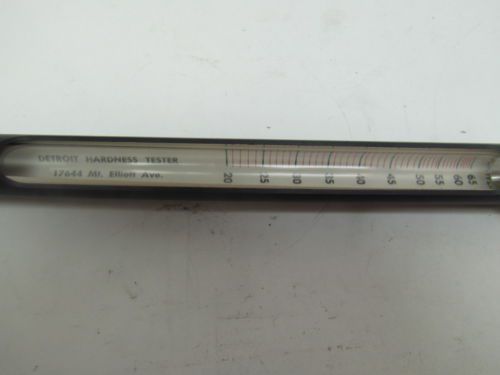 DETROIT HARDNESS TESTER
17644 Mt. Elliott Ave.
20 25 30 35 40 45 50 55 60 65